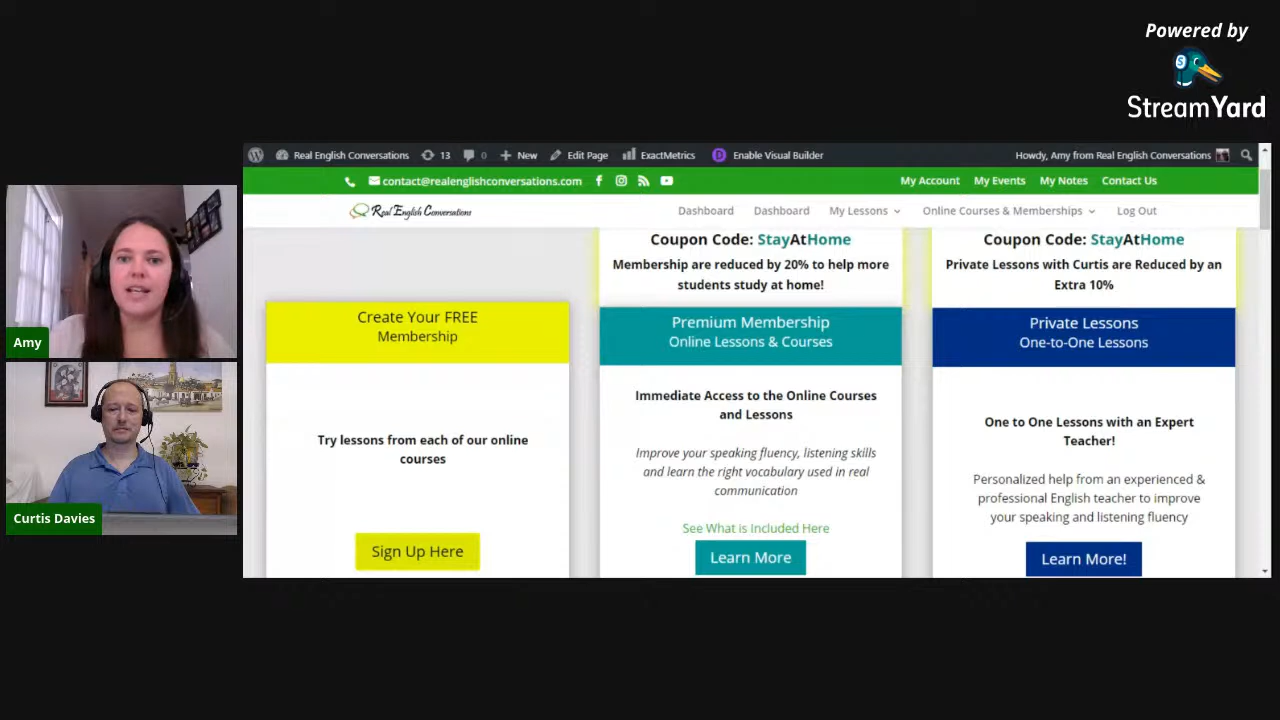 Powered by
StreamYard
Real English Conversations 13 0 New Edit Page ExactMetrics Enable Visual Builder Howdy, Amy from Real English Conversations
contact@realenglishconversations.com My Account My Events My Notes Contact Us
Real English Conversations Dashboard Dashboard My Lessons Online Courses & Memberships Log Out
Coupon Code: StayAtHome
Membership are reduced by 20% to help more
students study at home!
Coupon Code: StayAtHome
Private Lessons with Curtis are Reduced by an
Extra 10%
Create Your FREE
Membership
Try lessons from each of our online
courses
Sign Up Here
Premium Membership
Online Lessons & Courses
Immediate Access to the Online Courses
and Lessons
Improve your speaking fluency, listening skills
and learn the right vocabulary used in real
communication
See What is Included Here
Learn More
Private Lessons
One-to-One Lessons
One to One Lessons with an Expert
Teacher!
Personalized help from an experienced &
professional English teacher to improve
your speaking and listening fluency
Learn More!
Amy
Curtis Davies